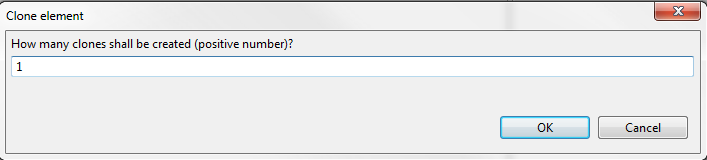 Clone element
How many clones shall be created (positive number)?
1
OK
Cancel